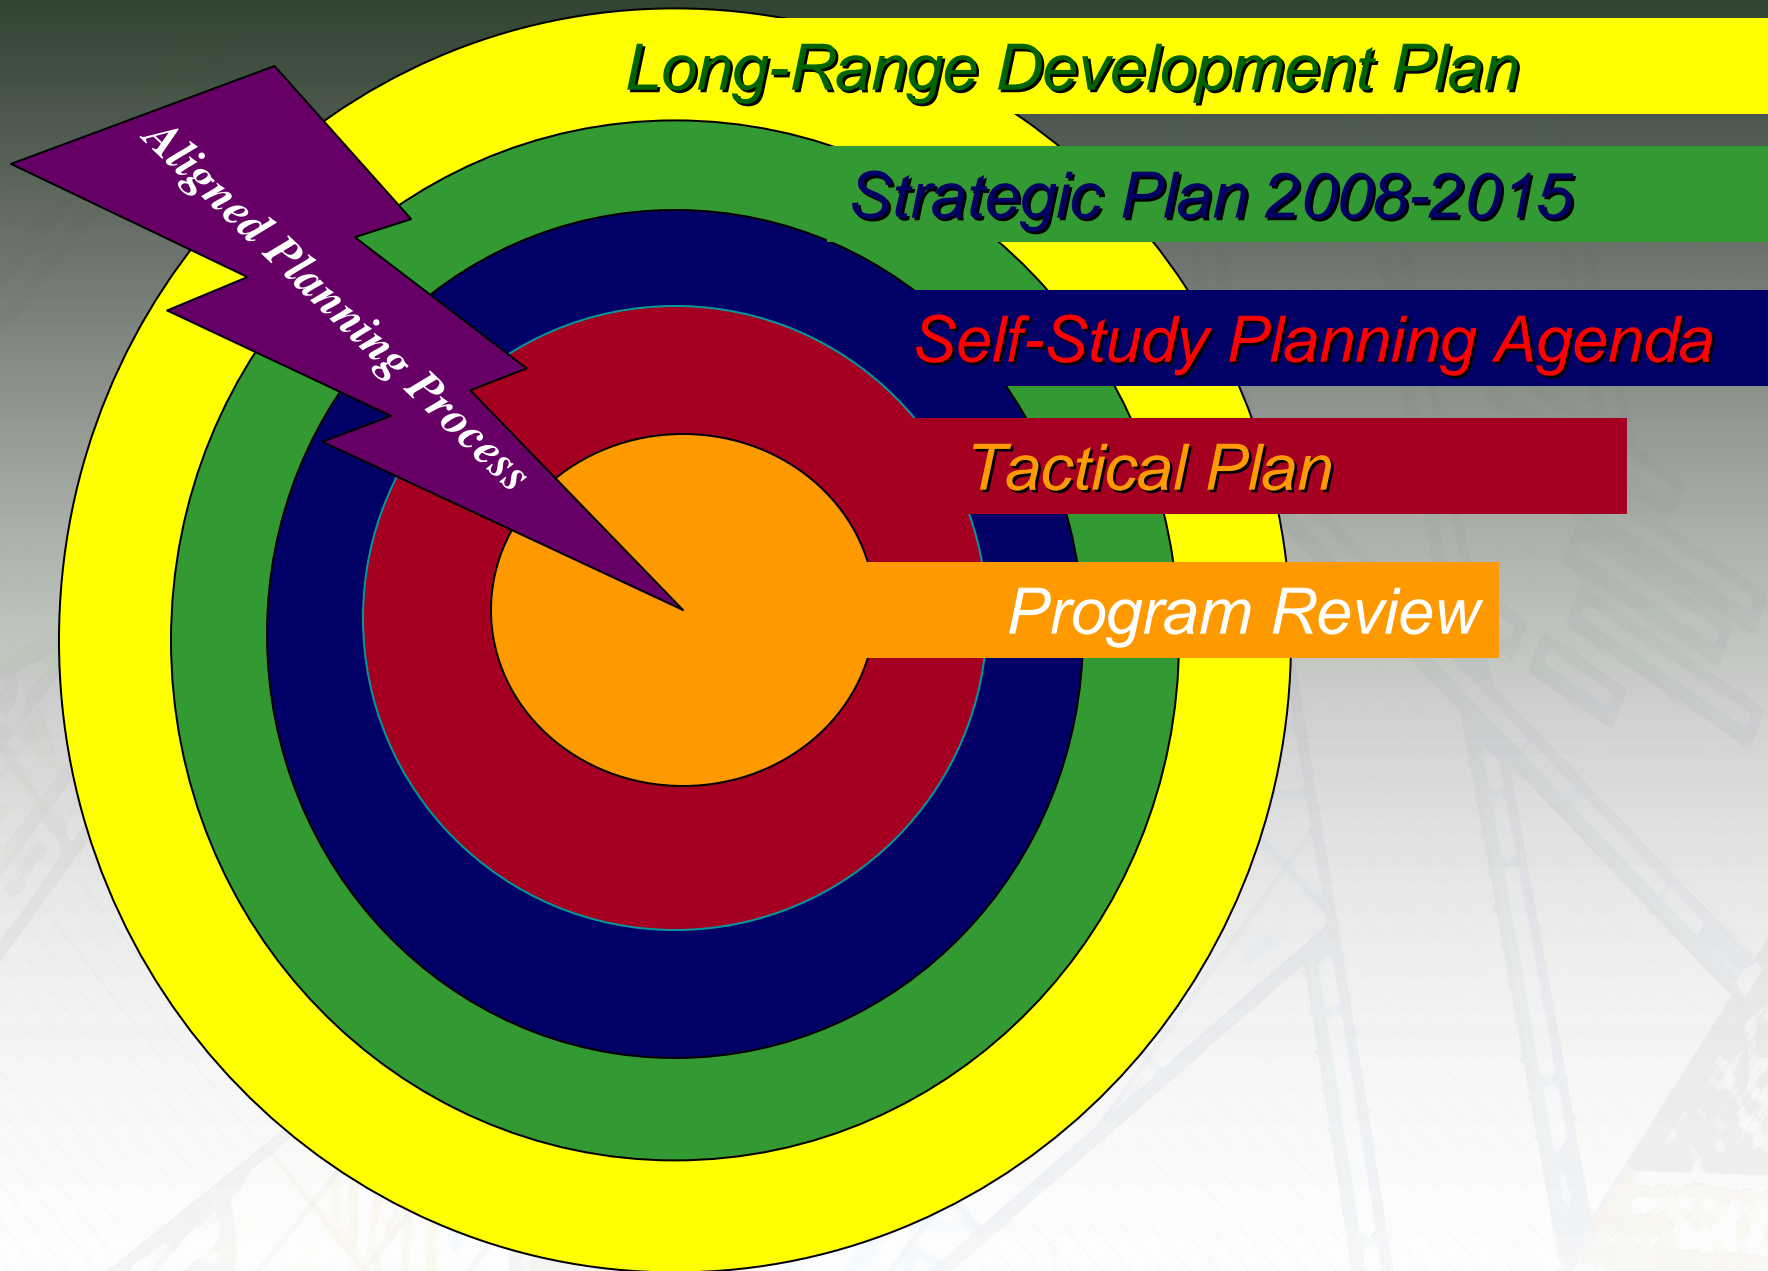 Long-Range Development Plan
Strategic Plan 2008-2015
Self-Study Planning Agenda
Tactical Plan
Program Review
Aligned Planning Process